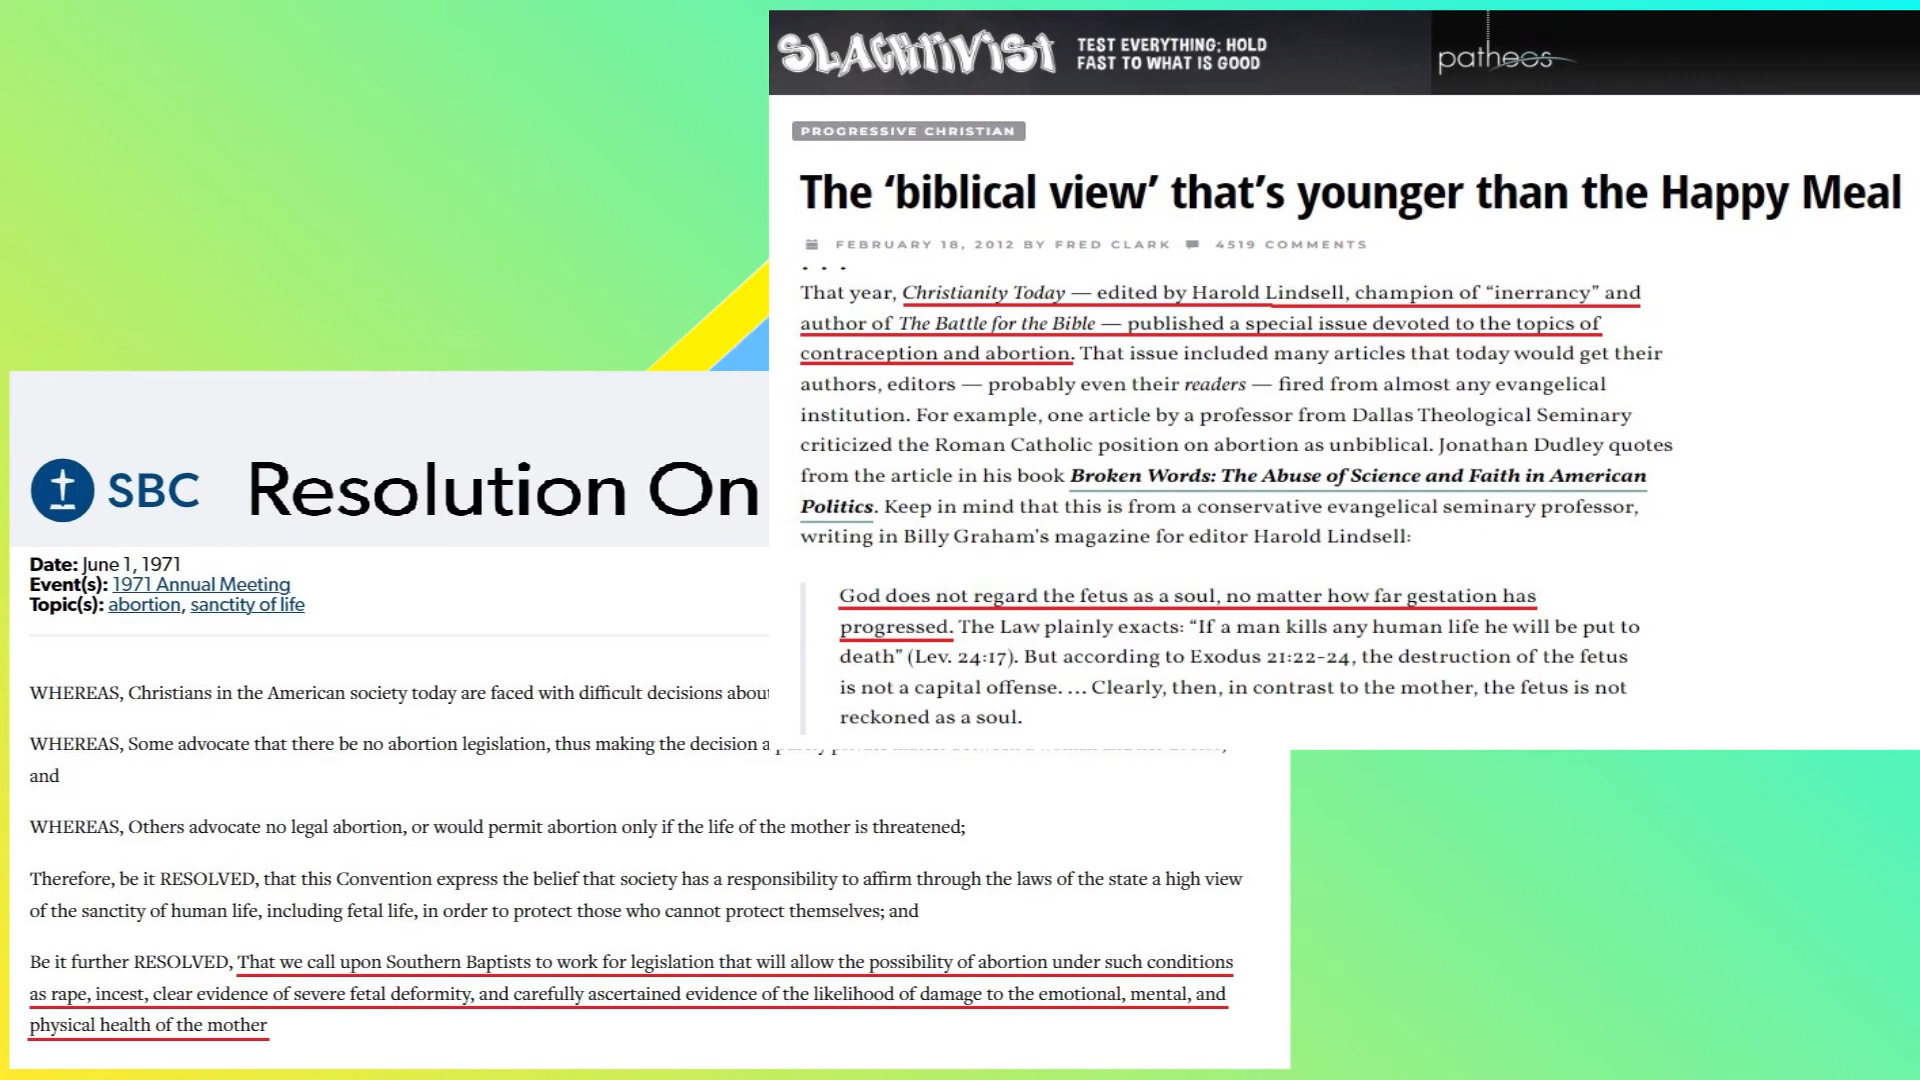 SLACKTIVIST
TEST EVERYTHING; HOLD
FAST TO WHAT IS GOOD
patheos
PROGRESSIVE CHRISTIAN
The ‘biblical view’ that’s younger than the Happy Meal
FEBRUARY 18, 2012 BY FRED CLARK 4519 COMMENTS
. . .
That year, Christianity Today — edited by Harold Lindsell, champion of “inerrancy” and
author of The Battle for the Bible — published a special issue devoted to the topics of
contraception and abortion. That issue included many articles that today would get their
authors, editors — probably even their readers — fired from almost any evangelical
institution. For example, one article by a professor from Dallas Theological Seminary
criticized the Roman Catholic position on abortion as unbiblical. Jonathan Dudley quotes
from the article in his book Broken Words: The Abuse of Science and Faith in American
Politics. Keep in mind that this is from a conservative evangelical seminary professor,
writing in Billy Graham’s magazine for editor Harold Lindsell:
God does not regard the fetus as a soul, no matter how far gestation has
progressed. The Law plainly exacts: “If a man kills any human life he will be put to
death” (Lev. 24:17). But according to Exodus 21:22-24, the destruction of the fetus
is not a capital offense. … Clearly, then, in contrast to the mother, the fetus is not
reckoned as a soul.
SBC Resolution On
Date: June 1, 1971
Event(s): 1971 Annual Meeting
Topic(s): abortion, sanctity of life
WHEREAS, Christians in the American society today are faced with difficult decisions about
WHEREAS, Some advocate that there be no abortion legislation, thus making the decision a
and
WHEREAS, Others advocate no legal abortion, or would permit abortion only if the life of the mother is threatened;
Therefore, be it RESOLVED, that this Convention express the belief that society has a responsibility to affirm through the laws of the state a high view
of the sanctity of human life, including fetal life, in order to protect those who cannot protect themselves; and
Be it further RESOLVED, That we call upon Southern Baptists to work for legislation that will allow the possibility of abortion under such conditions
as rape, incest, clear evidence of severe fetal deformity, and carefully ascertained evidence of the likelihood of damage to the emotional, mental, and
physical health of the mother